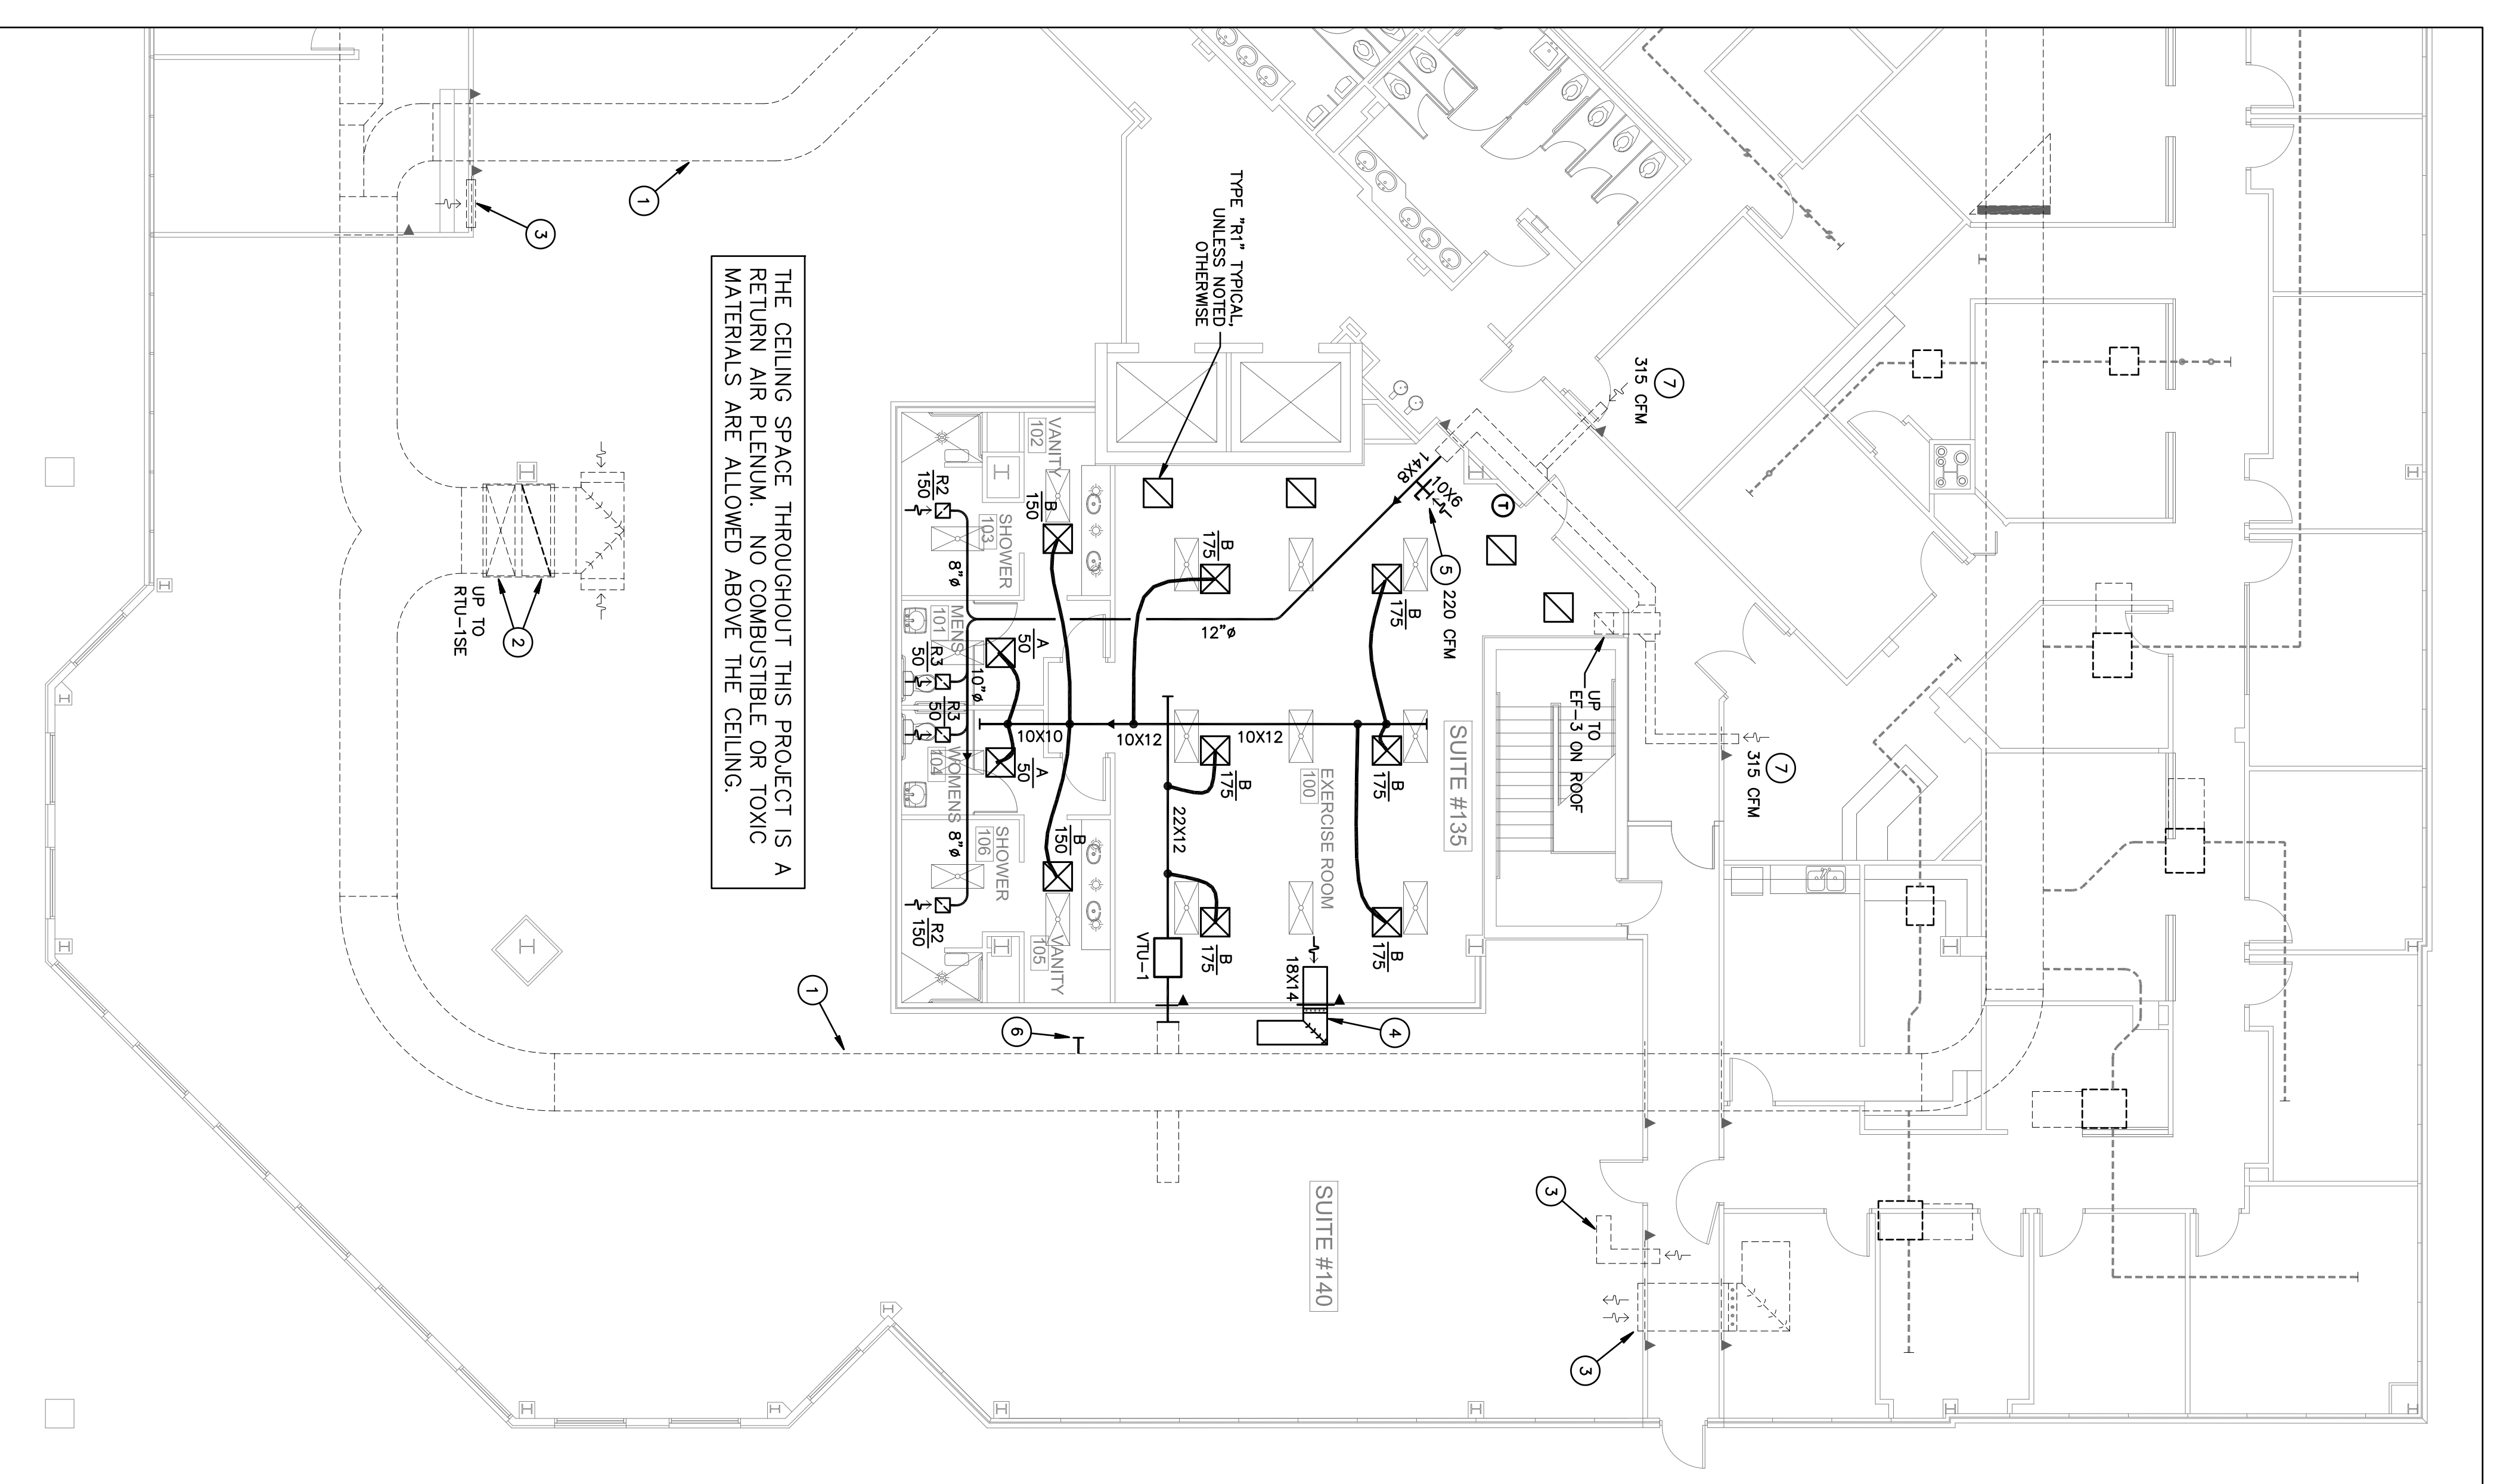 THE CEILING SPACE THROUGHOUT THIS PROJECT IS A
RETURN AIR PLENUM. NO COMBUSTIBLE OR TOXIC
MATERIALS ARE ALLOWED ABOVE THE CEILING.
TYPE "R1" TYPICAL,
UNLESS NOTED
OTHERWISE
1
3
UP TO
RTU-1SE
2
7
315 CFM
7
315 CFM
UP TO
EF-3 ON ROOF
14X8
10X6
T
5
220 CFM
SUITE #135
EXERCISE ROOM
100
VANITY
102
SHOWER
103
MENS
101
WOMENS
104
SHOWER
106
VANITY
105
R2
150
B
150
B
175
B
175
8"ø
12"ø
A
50
R3
50
10"ø
R3
50
A
50
10X10
10X12
10X12
B
175
B
175
22X12
8"ø
B
150
R2
150
B
175
B
175
VTU-1
18X14
4
6
1
SUITE #140
3
3